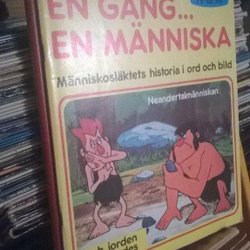 EN GÅNG...
EN MÄNNISKA
Människosläktets historia i ord och bild
Neandertalmänniskan
jorden